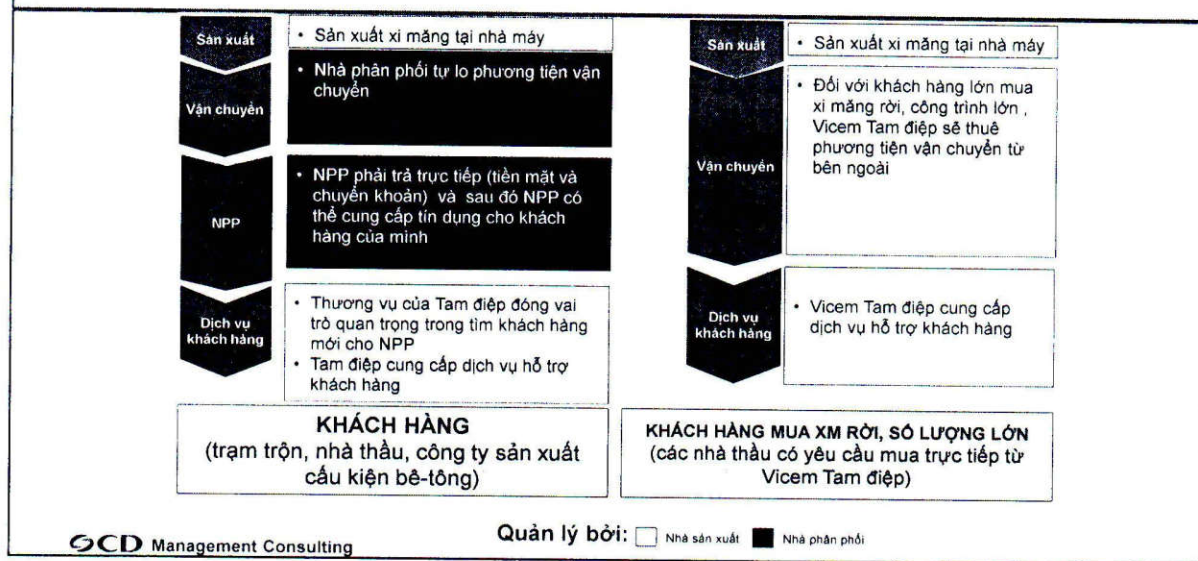 Sản xuất
• Sản xuất xi măng tại nhà máy
Vận chuyển
• Nhà phân phối tự lo phương tiện vận
chuyển
NPP
• NPP phải trả trực tiếp (tiền mặt và
chuyển khoản) và sau đó NPP có
thể cung cấp tín dụng cho khách
hàng của mình
Dịch vụ
khách hàng
• Thương vụ của Tam điệp đóng vai
trò quan trọng trong tìm khách hàng
mới cho NPP
• Tam điệp cung cấp dịch vụ hỗ trợ
khách hàng
KHÁCH HÀNG
(trạm trộn, nhà thầu, công ty sản xuất
cấu kiện bê-tông)
Sản xuất
• Sản xuất xi măng tại nhà máy
Vận chuyển
• Đối với khách hàng lớn mua
xi măng rời, công trình lớn ,
Vicem Tam điệp sẽ thuê
phương tiện vận chuyển từ
bên ngoài
Dịch vụ
khách hàng
• Vicem Tam điệp cung cấp
dịch vụ hỗ trợ khách hàng
KHÁCH HÀNG MUA XM RỜI, SỐ LƯỢNG LỚN
(các nhà thầu có yêu cầu mua trực tiếp từ
Vicem Tam điệp)
OCD Management Consulting
Quản lý bởi: Nhà sản xuất Nhà phân phối